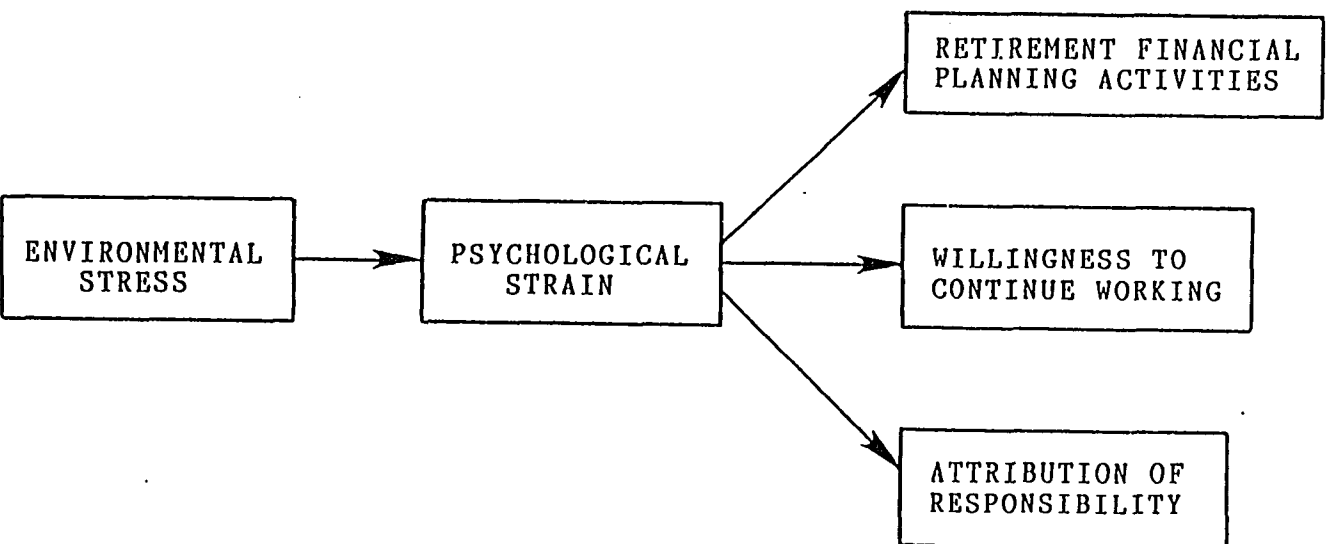 RETIREMENT FINANCIAL
PLANNING ACTIVITIES
ENVIRONMENTAL
STRESS
PSYCHOLOGICAL
STRAIN
WILLINGNESS TO
CONTINUE WORKING
ATTRIBUTION OF
RESPONSIBILITY